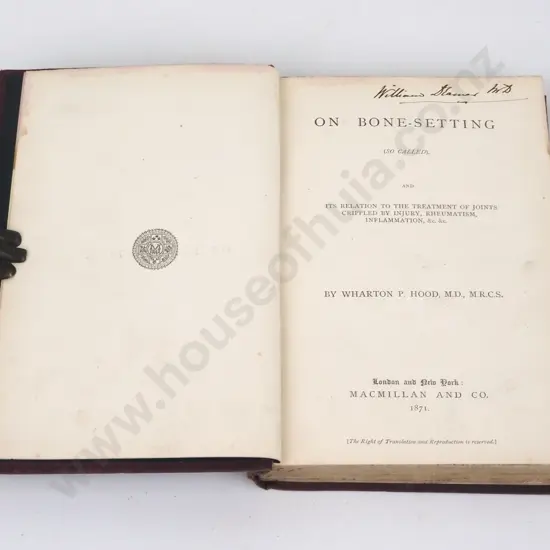 William MD
ON BONE-SETTING
(SO CALLED),
AND
ITS RELATION TO THE TREATMENT OF JOINTS
CRIPPLED BY INJURY, RHEUMATISM,
INFLAMMATION, &c. &c.
BY WHARTON P. HOOD, M.D., M.R.C.S.
London and New York:
MACMILLAN AND CO.
1871.
[The Right of Translation and Reproduction is reserved.]
www.houseofhuia.co.nz